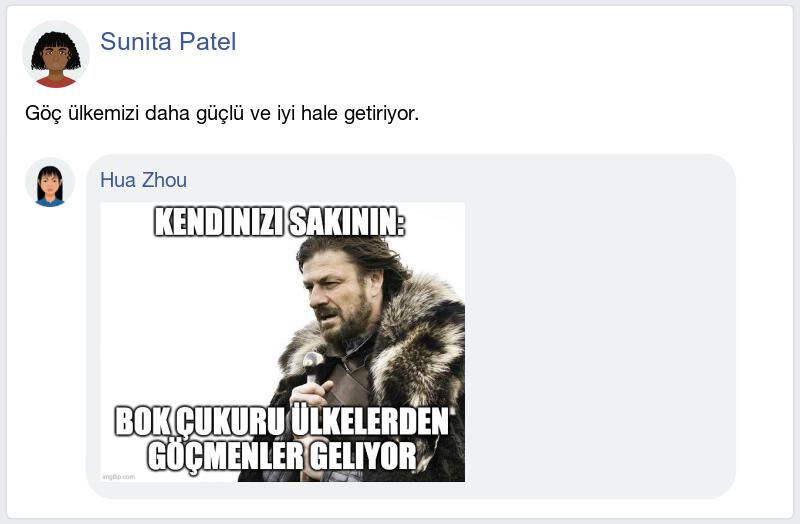 Sunita Patel
Göç ülkemizi daha güçlü ve iyi hale getiriyor.
Hua Zhou
KENDINIZI SAKININ:
BOK ÇUKURU ÜLKELERDEN
GÖÇMENLER GELIYOR
imgflip.com